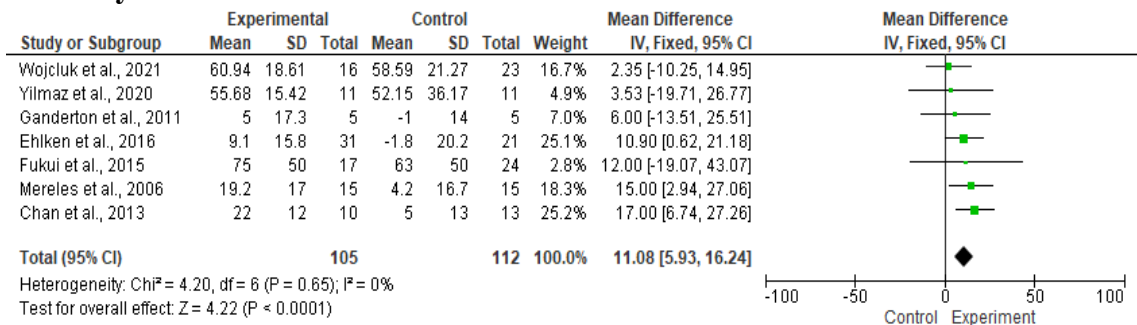 Experimental Control Mean Difference Mean Difference
Study or Subgroup Mean SD Total Mean SD Total Weight IV, Fixed, 95% CI IV, Fixed, 95% CI
Wojcluk et al., 2021 60.94 18.61 16 58.59 21.27 23 16.7% 2.35 [-10.25, 14.95]
Yilmaz et al., 2020 55.68 15.42 11 52.15 36.17 11 4.9% 3.53 [-19.71, 26.77]
Ganderton et al., 2011 5 17.3 5 -1 14 5 7.0% 6.00 [-13.51, 25.51]
Ehlken et al., 2016 9.1 15.8 31 -1.8 20.2 21 25.1% 10.90 [0.62, 21.18]
Fukui et al., 2015 75 50 17 63 50 24 2.8% 12.00 [-19.07, 43.07]
Mereles et al., 2006 19.2 17 15 4.2 16.7 15 18.3% 15.00 [2.94, 27.06]
Chan et al., 2013 22 12 10 5 13 13 25.2% 17.00 [6.74, 27.26]
Total (95% CI) 105 112 100.0% 11.08 [5.93, 16.24]
Heterogeneity: Chi² = 4.20, df = 6 (P = 0.65); I² = 0%
Test for overall effect: Z = 4.22 (P < 0.0001)
-100 -50 0 50 100
Control Experiment